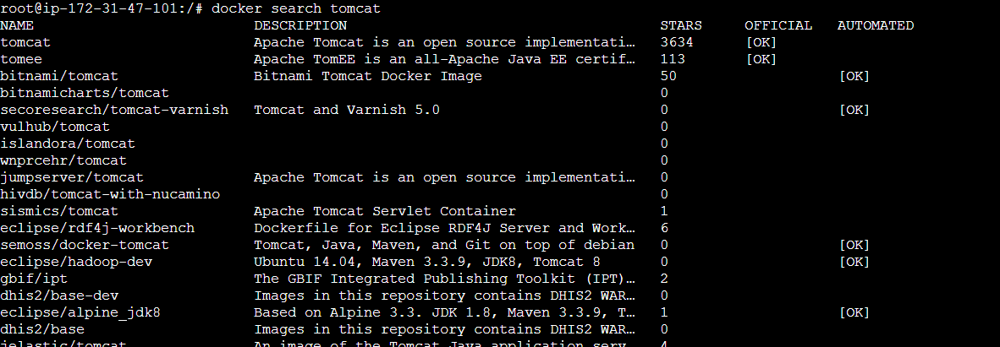 root@ip-172-31-47-101:/# docker search tomcat
NAME DESCRIPTION STARS OFFICIAL AUTOMATED
tomcat Apache Tomcat is an open source implementati… 3634 [OK]
tomee Apache TomEE is an all-Apache Java EE certif… 113 [OK]
bitnami/tomcat Bitnami Tomcat Docker Image 50 [OK]
bitnamicharts/tomcat 0
secoresearch/tomcat-varnish Tomcat and Varnish 5.0 0 [OK]
vulhub/tomcat 0
islandora/tomcat 0
wnprcehr/tomcat 0
jumpserver/tomcat Apache Tomcat is an open source implementati… 0
hivdb/tomcat-with-nucamino 0
sismics/tomcat Apache Tomcat Servlet Container 1
eclipse/rdf4j-workbench Dockerfile for Eclipse RDF4J Server and Work… 6
semoss/docker-tomcat Tomcat, Java, Maven, and Git on top of debian 0 [OK]
eclipse/hadoop-dev Ubuntu 14.04, Maven 3.3.9, JDK8, Tomcat 8 0 [OK]
gbif/ipt The GBIF Integrated Publishing Toolkit (IPT)… 2
dhis2/base-dev Images in this repository contains DHIS2 WAR… 0
eclipse/alpine_jdk8 Based on Alpine 3.3. JDK 1.8, Maven 3.3.9, T… 1 [OK]
dhis2/base Images in this repository contains DHIS2 WAR… 0
jelastic/tomcat An image of the Tomcat Java application serv… 4